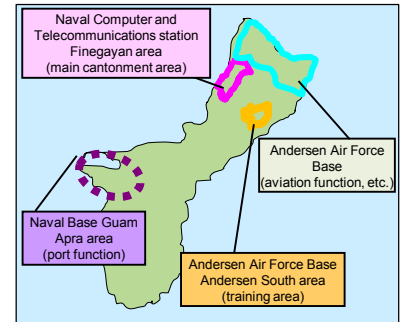 Naval Computer and
Telecommunications station
Finegayan area
(main cantonment area)
Andersen Air Force
Base
(aviation function, etc.)
Naval Base Guam
Apra area
(port function)
Andersen Air Force Base
Andersen South area
(training area)